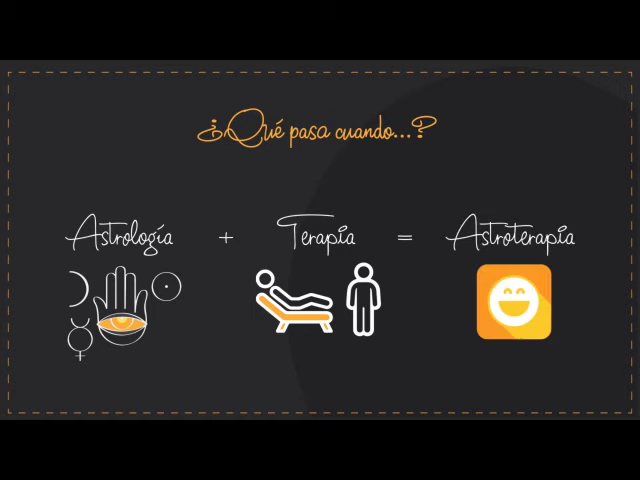 ¿Qué pasa cuando...?
Astrología + Terapia = Astroterapia